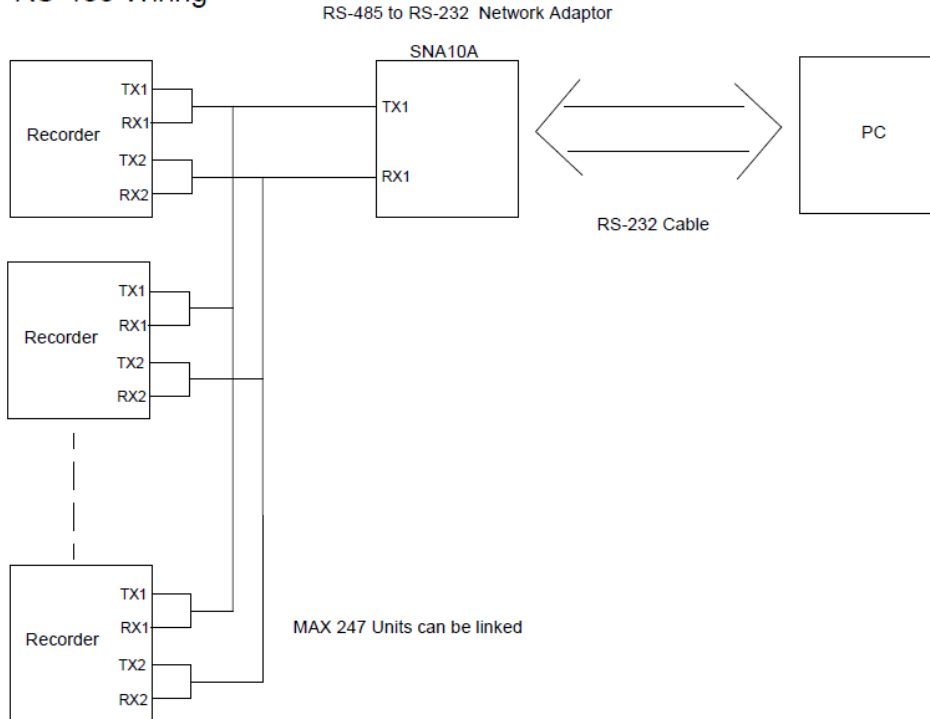 RS-485 to RS-232 Network Adaptor
SNA10A
TX1
RX1
Recorder
TX2
RX2
TX1
RX1
PC
RS-232 Cable
TX1
RX1
Recorder
TX2
RX2
TX1
RX1
Recorder
TX2
RX2
MAX 247 Units can be linked